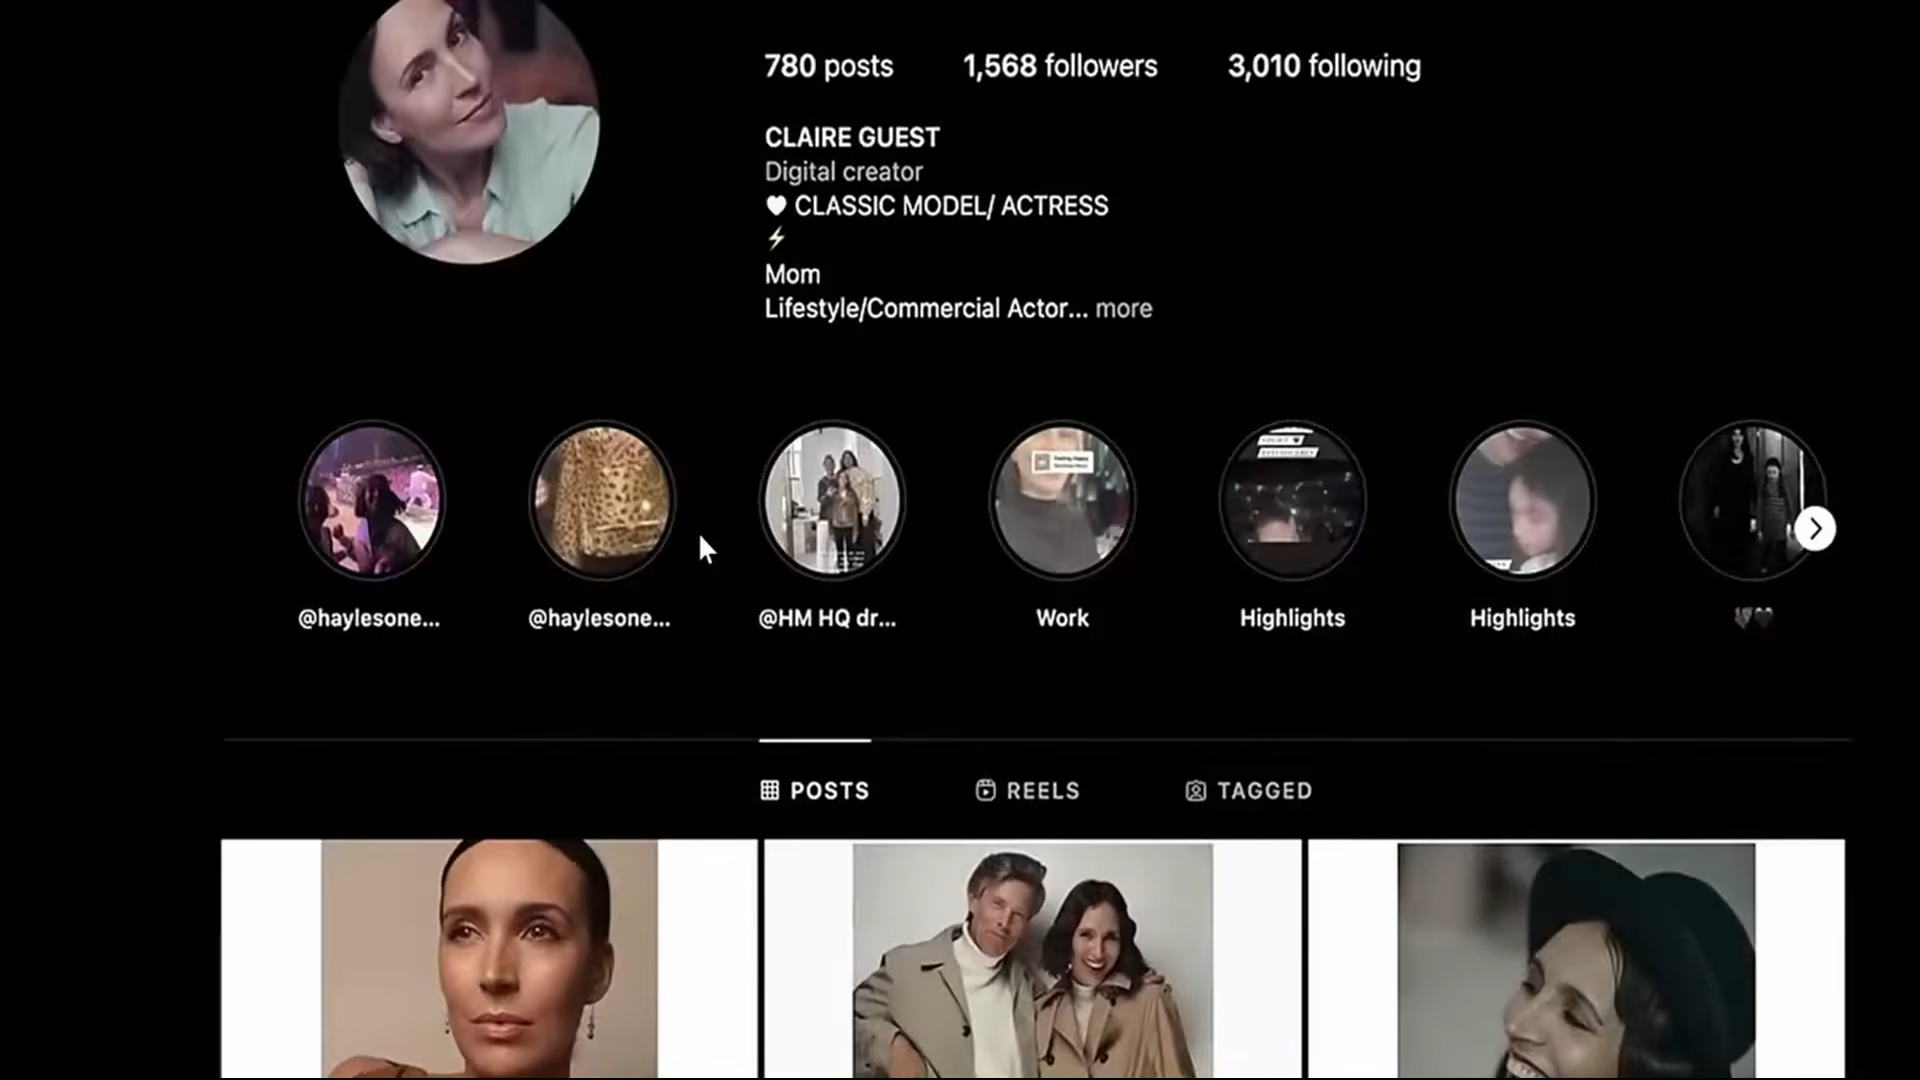 780 posts 1,568 followers 3,010 following
CLAIRE GUEST
Digital creator
🖤 CLASSIC MODEL/ ACTRESS
⚡
Mom
Lifestyle/Commercial Actor... more
@haylesone... @haylesone... @HM HQ dr... Work Highlights Highlights
POSTS REELS TAGGED